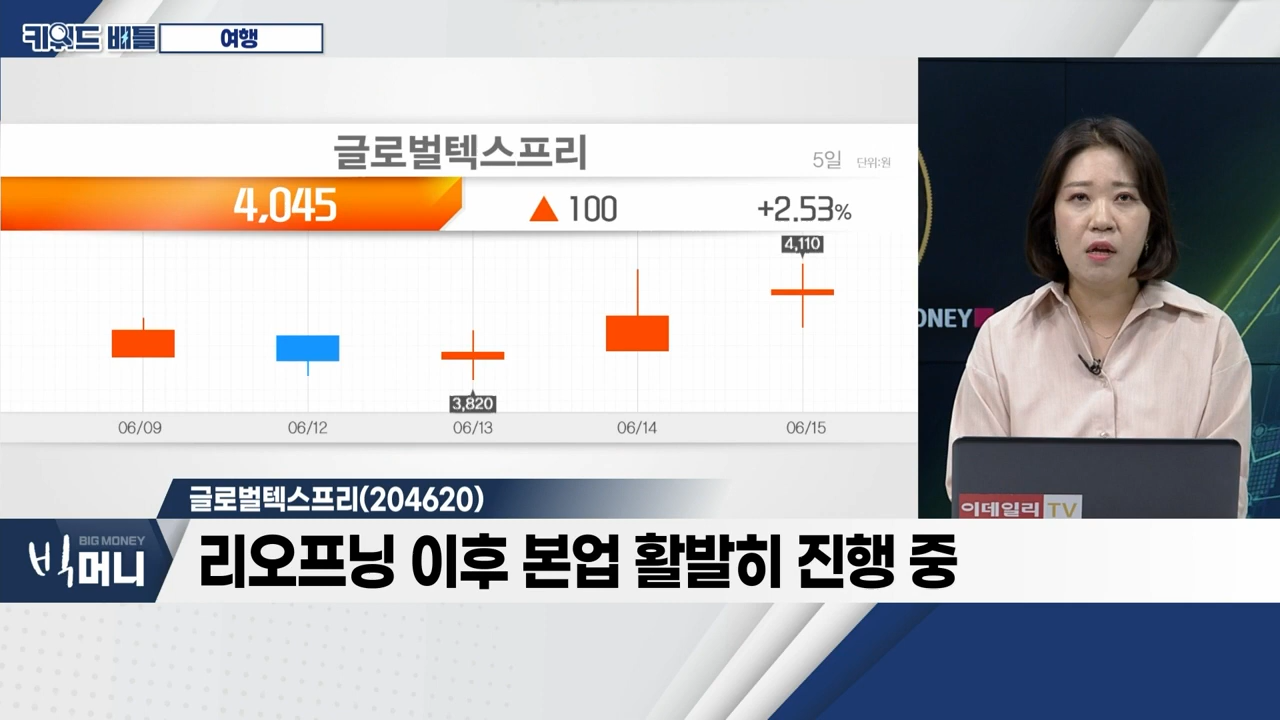 키워드 배틀
여행
글로벌텍스프리
5일 단위:원
4,045 ▲ 100 +2.53%
4,110
3,820
06/09 06/12 06/13 06/14 06/15
ONEY
이데일리 TV
글로벌텍스프리(204620)
BIG MONEY
빅머니
리오프닝 이후 본업 활발히 진행 중